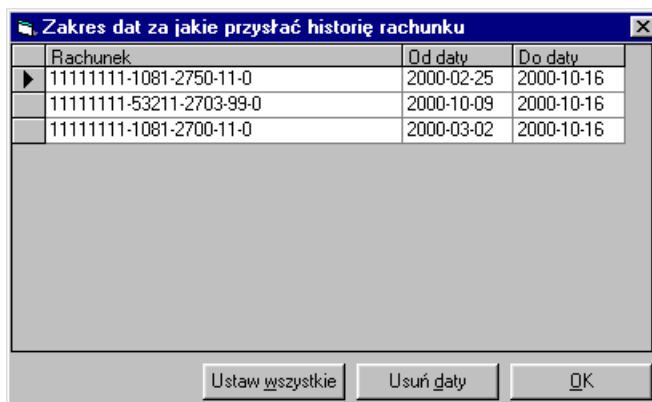 Zakres dat za jakie przysłać historię rachunku
Rachunek Od daty Do daty
11111111-1081-2750-11-0 2000-02-25 2000-10-16
11111111-53211-2703-99-0 2000-10-09 2000-10-16
11111111-1081-2700-11-0 2000-03-02 2000-10-16
Ustaw wszystkie Usuń daty OK